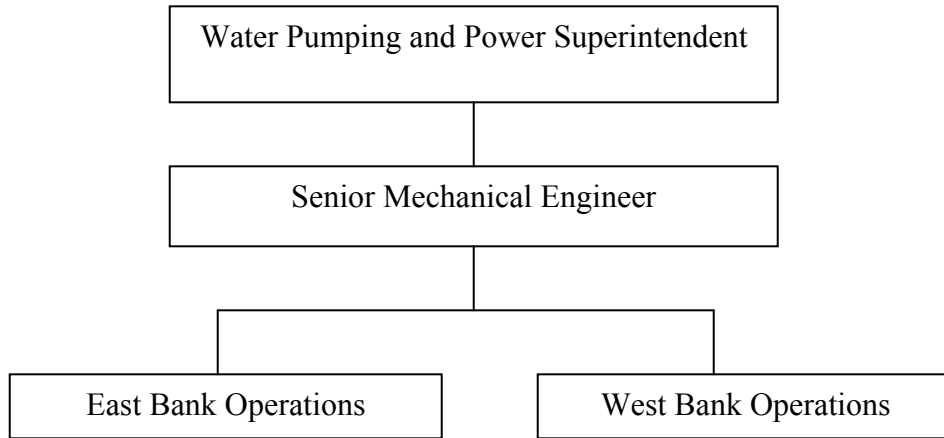 Water Pumping and Power Superintendent
Senior Mechanical Engineer
East Bank Operations
West Bank Operations